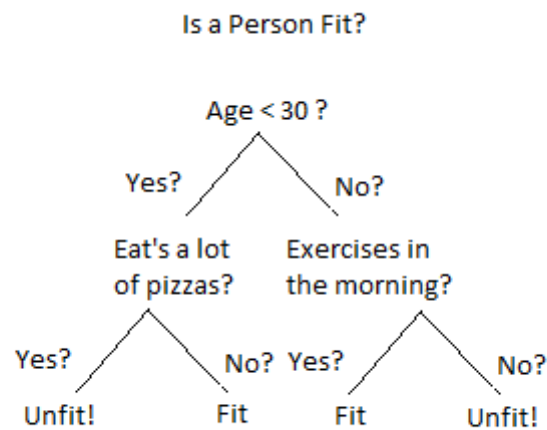 Is a Person Fit?
Age < 30 ?
Yes?
No?
Eat's a lot
of pizzas?
Exercises in
the morning?
Yes?
No?
Yes?
No?
Unfit!
Fit
Fit
Unfit!